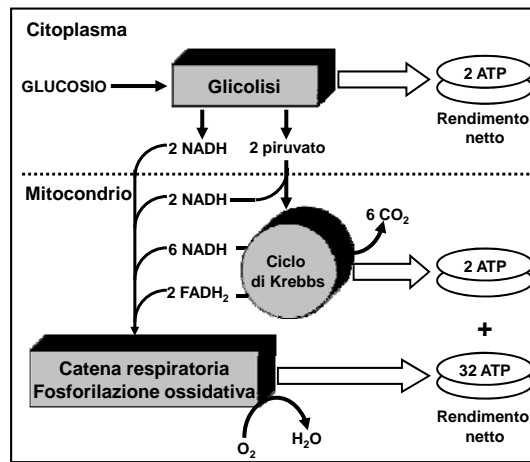 Citoplasma
GLUCOSIO
Glicolisi
2 ATP
Rendimento
netto
2 NADH
2 piruvato
Mitocondrio
2 NADH
6 CO₂
6 NADH
Ciclo
di Krebbs
2 ATP
2 FADH₂
+
Catena respiratoria
Fosforilazione ossidativa
32 ATP
Rendimento
netto
O₂
H₂O